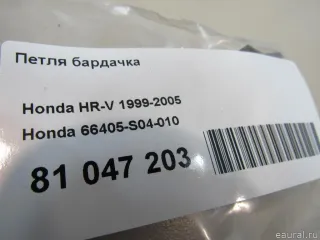 Петля бардачка
Honda HR-V 1999-2005
Honda 66405-S04-010
81 047 203
eaural.ru